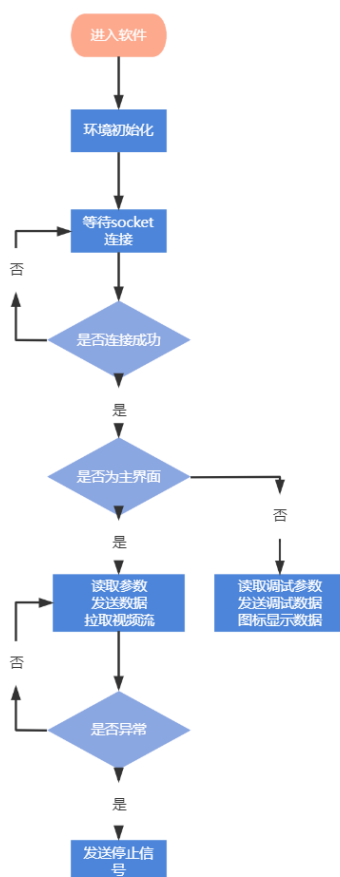 进入软件
环境初始化
等待socket
连接
否
是否连接成功
是
是否为主界面
否
是
读取参数
发送数据
拉取视频流
读取调试参数
发送调试数据
图标显示数据
否
是否异常
是
发送停止信
号